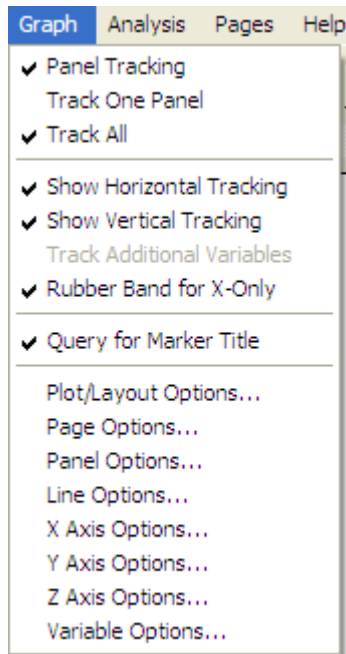 Graph Analysis Pages Help
Panel Tracking
Track One Panel
Track All
Show Horizontal Tracking
Show Vertical Tracking
Track Additional Variables
Rubber Band for X-Only
Query for Marker Title
Plot/Layout Options...
Page Options...
Panel Options...
Line Options...
X Axis Options...
Y Axis Options...
Z Axis Options...
Variable Options...